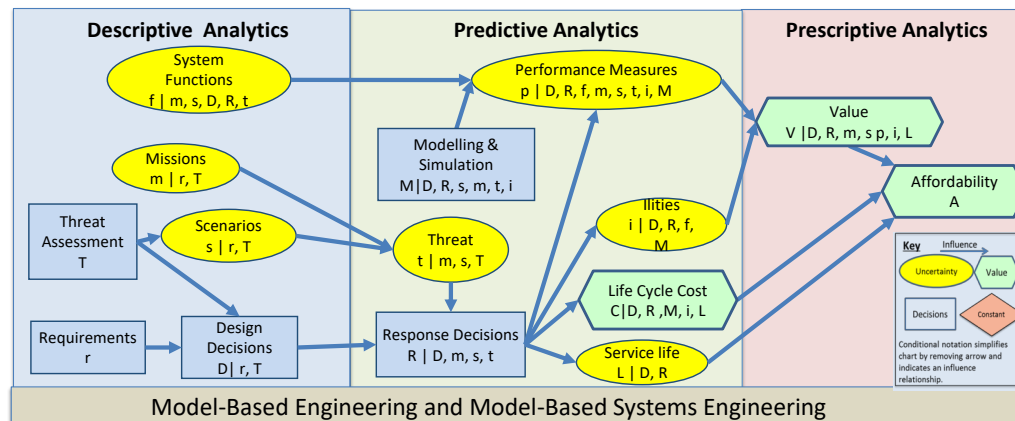 Descriptive Analytics
Predictive Analytics
Prescriptive Analytics
System
Functions
f | m, s, D, R, t
Performance Measures
p | D, R, f, m, s, t, i, M
Value
V |D, R, m, s p, i, L
Modelling &
Simulation
M|D, R, s, m, t, i
Missions
m | r, T
Affordability
A
Threat
Assessment
T
Scenarios
s | r, T
Threat
t | m, s, T
Ilities
i | D, R, f,
M
Life Cycle Cost
C|D, R ,M, i, L
Requirements
r
Design
Decisions
D| r, T
Response Decisions
R | D, m, s, t
Service life
L | D, R
Key
Influence
Uncertainty
Value
Decisions
Constant
Conditional notation simplifies
chart by removing arrow and
indicates an influence
relationship.
Model-Based Engineering and Model-Based Systems Engineering